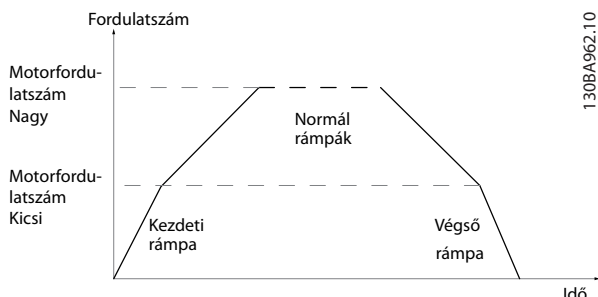 Fordulatszám
130BA962.10
Motorfordu-
latszám
Nagy
Normál
rámpák
Motorfordu-
latszám
Kicsi
Kezdeti
rámpa
Végső
rámpa
Idő